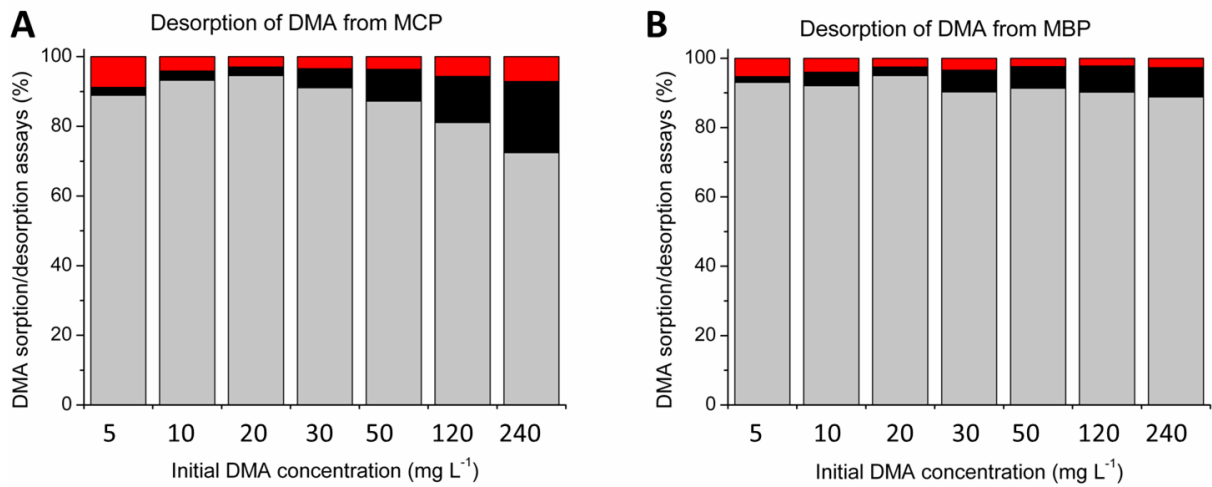 A
Desorption of DMA from MCP
DMA sorption/desorption assays (%)
100
80
60
40
20
0
5 10 20 30 50 120 240
Initial DMA concentration (mg L⁻¹)
B
Desorption of DMA from MBP
DMA sorption/desorption assays (%)
100
80
60
40
20
0
5 10 20 30 50 120 240
Initial DMA concentration (mg L⁻¹)